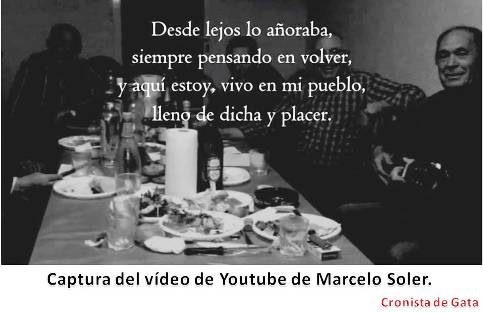 Desde lejos lo añoraba,
siempre pensando en volver,
y aquí estoy, vivo en mi pueblo,
lleno de dicha y placer.
Captura del vídeo de Youtube de Marcelo Soler.
Cronista de Gata